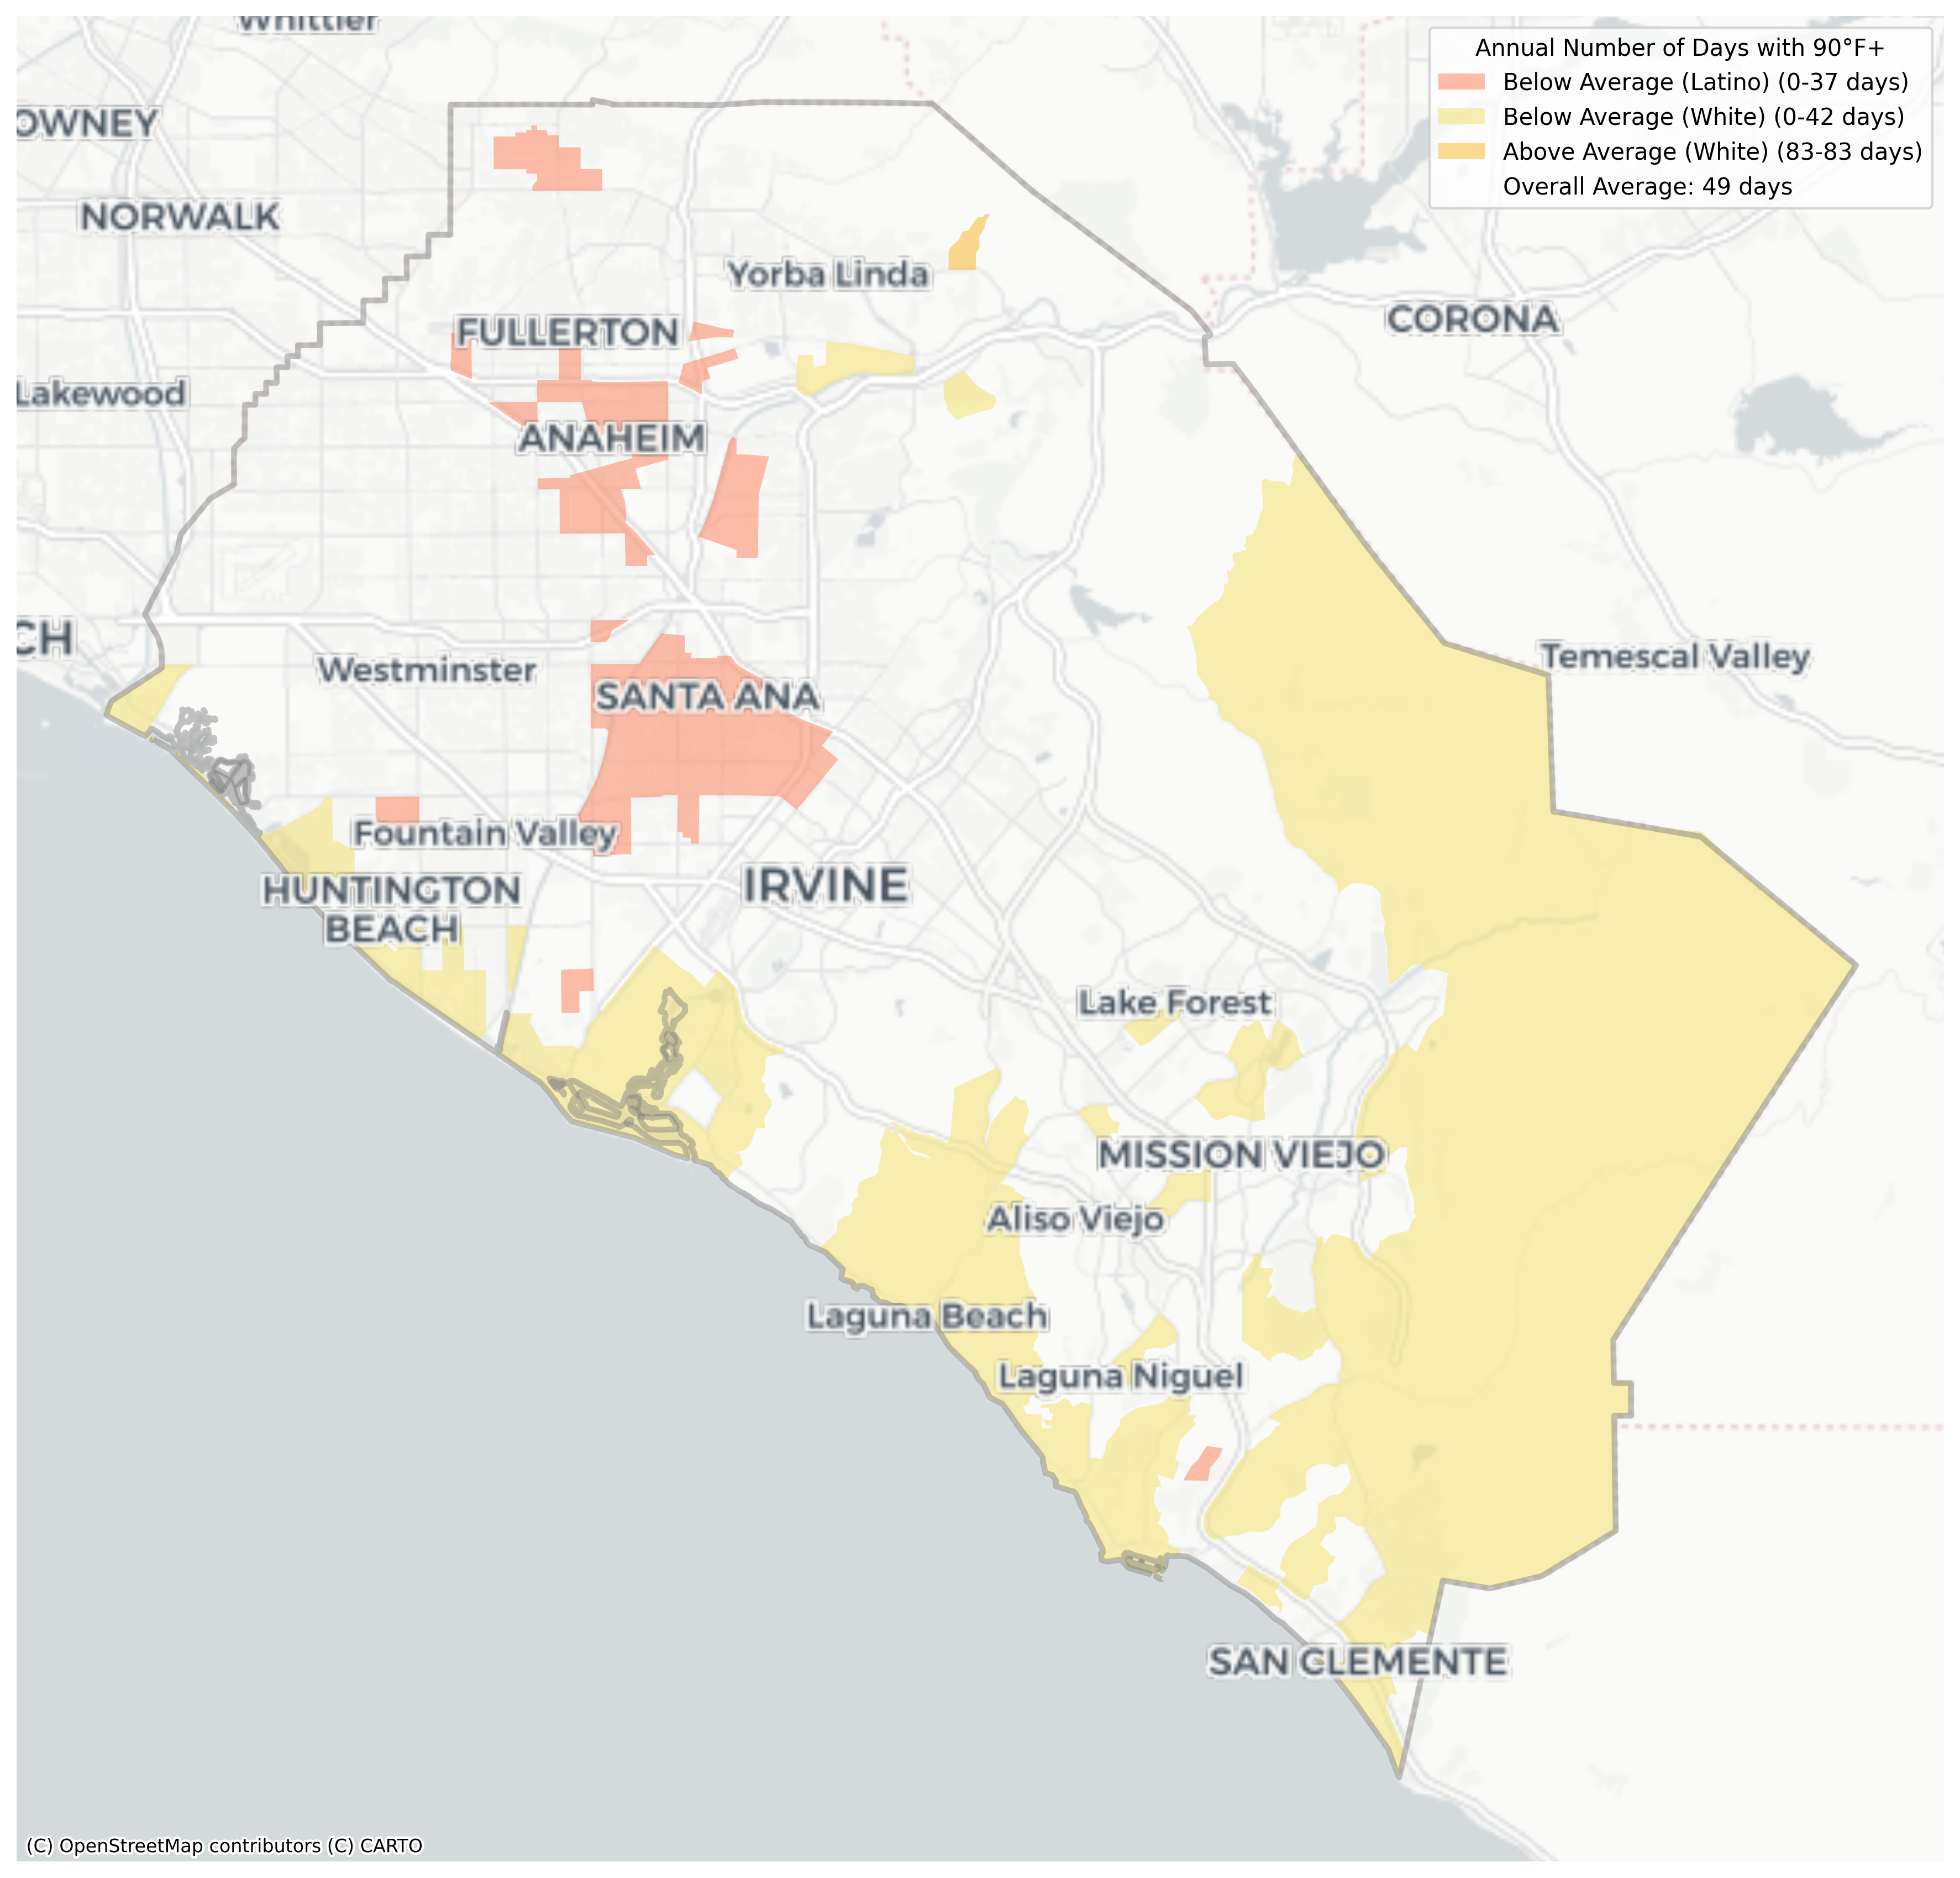 Whittier
Annual Number of Days with 90°F+
Below Average (Latino) (0-37 days)
Below Average (White) (0-42 days)
Above Average (White) (83-83 days)
Overall Average: 49 days
OWNEY
NORWALK
Yorba Linda
CORONA
FULLERTON
Lakewood
ANAHEIM
CH
Westminster
Temescal Valley
SANTA ANA
Fountain Valley
IRVINE
HUNTINGTON
BEACH
Lake Forest
MISSION VIEJO
Aliso Viejo
Laguna Beach
Laguna Niguel
SAN CLEMENTE
(C) OpenStreetMap contributors (C) CARTO